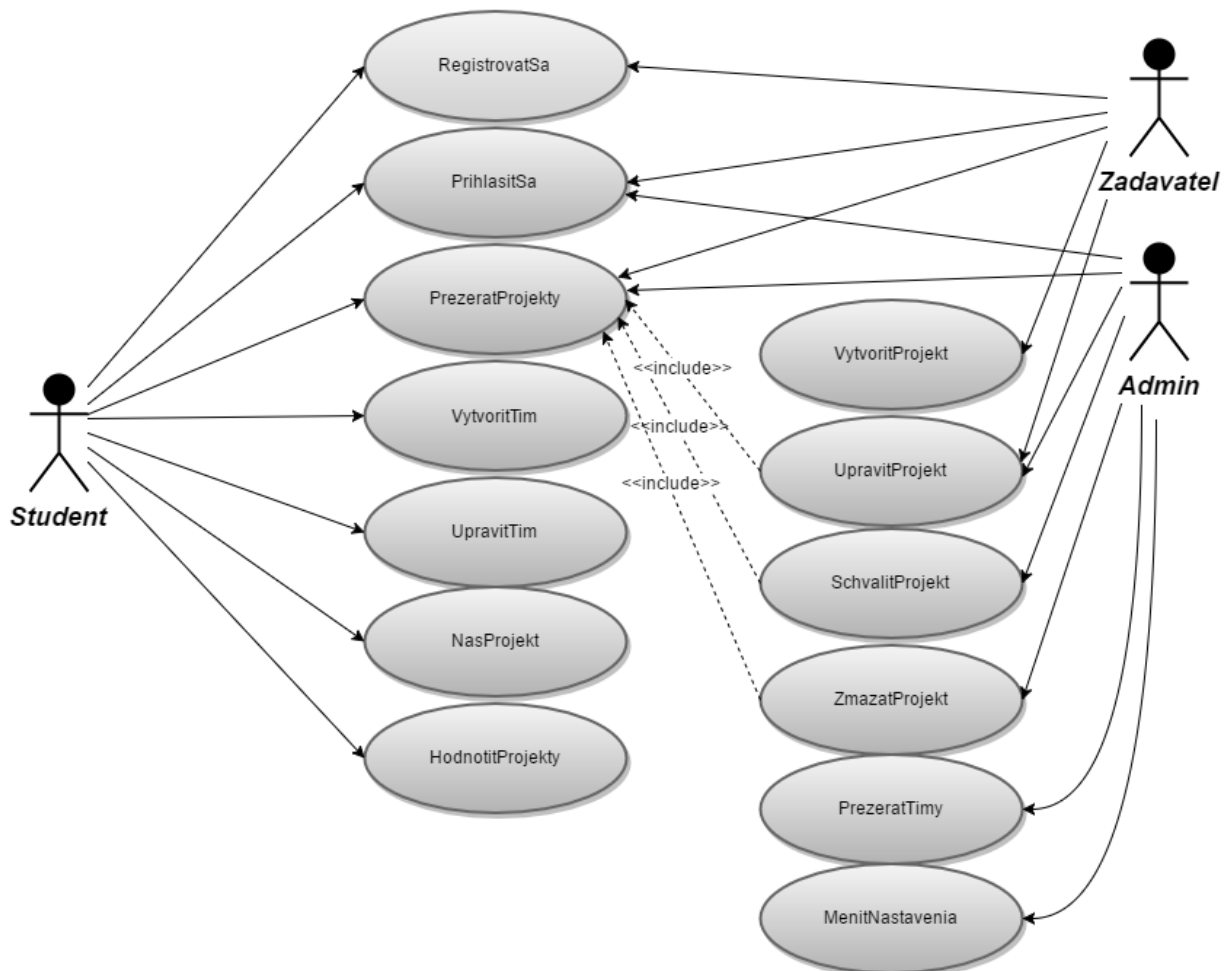 RegistrovatSa
Zadavatel
PrihlasitSa
PrezeratProjekty
VytvoritProjekt
<<include>>
Admin
VytvoritTim
<<include>>
UpravitProjekt
<<include>>
Student
UpravitTim
SchvalitProjekt
NasProjekt
ZmazatProjekt
HodnotitProjekty
PrezeratTimy
MenitNastavenia